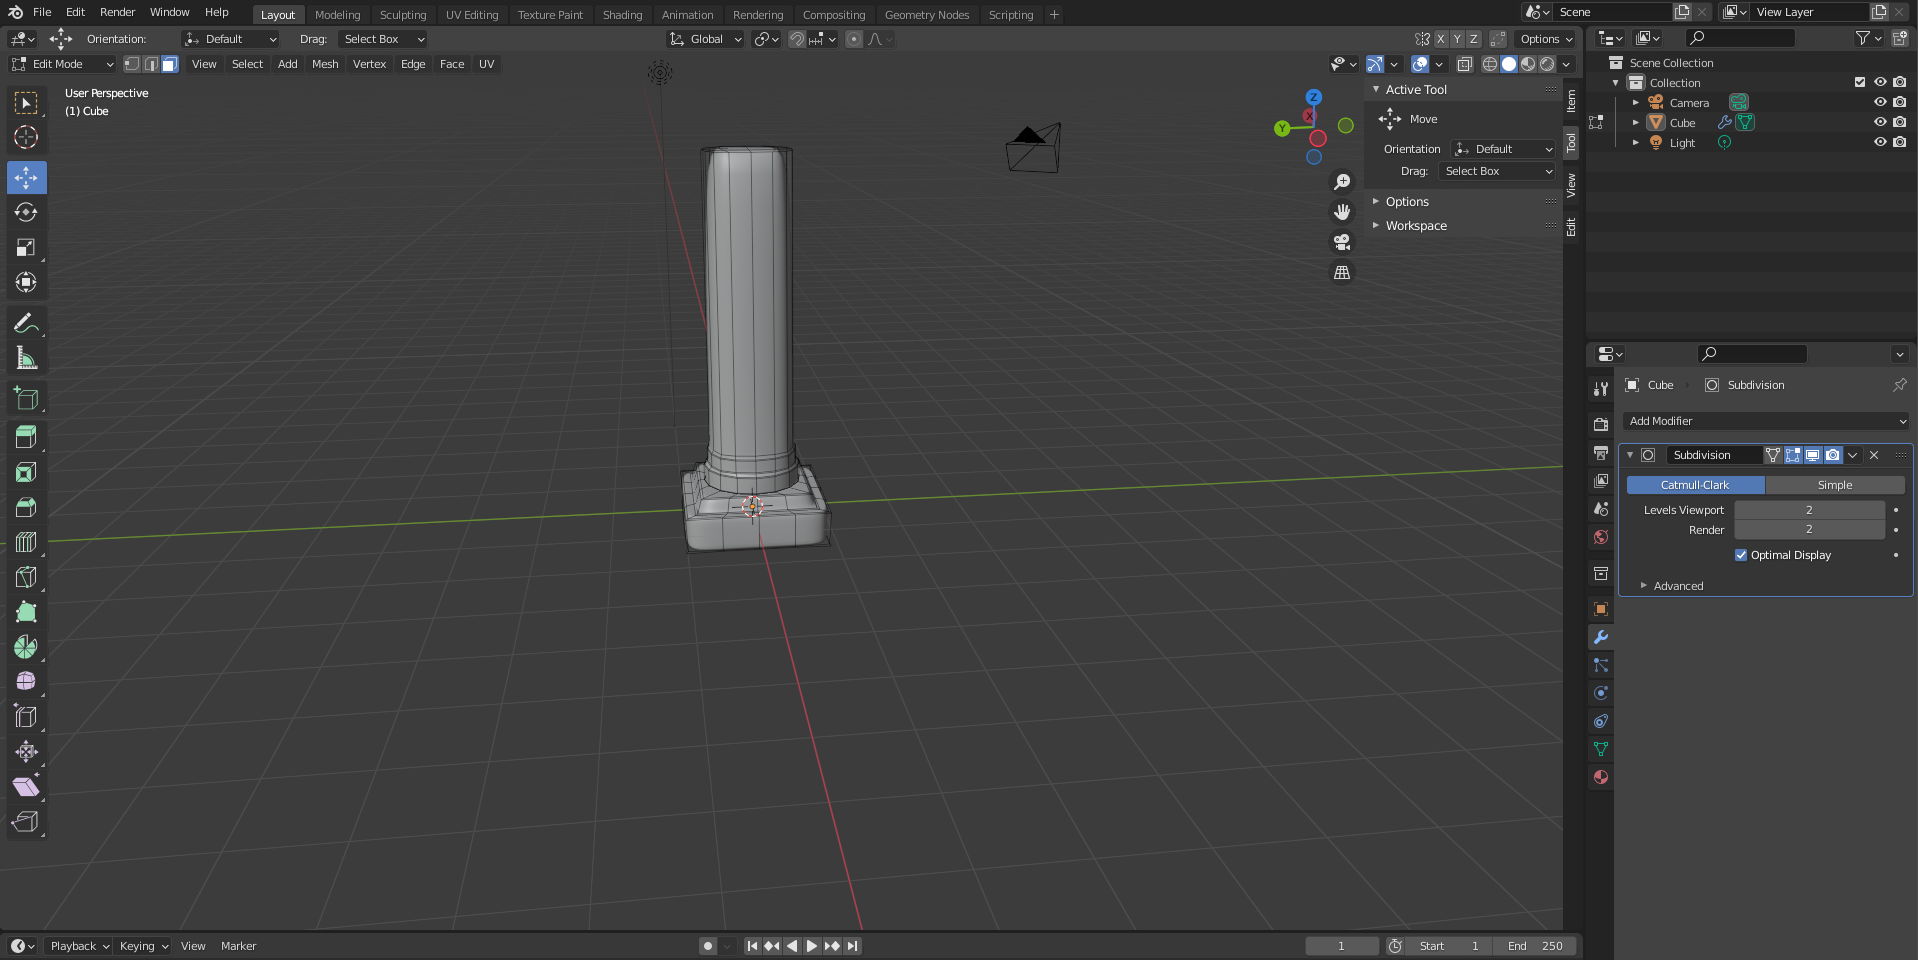 File Edit Render Window Help Layout Modeling Sculpting UV Editing Texture Paint Shading Animation Rendering Compositing Geometry Nodes Scripting + Scene View Layer
Orientation: Default Drag: Select Box Global X Y Z Options
Edit Mode View Select Add Mesh Vertex Edge Face UV
User Perspective
(1) Cube
Z
Y
X
Active Tool
Move
Orientation Default
Drag: Select Box
Options
Workspace
Item
Tool
View
Edit
Scene Collection
Collection
Camera
Cube
Light
Cube Subdivision
Add Modifier
Subdivision
Catmull-Clark Simple
Levels Viewport 2
Render 2
Optimal Display
Advanced
Playback Keying View Marker 1 Start 1 End 250